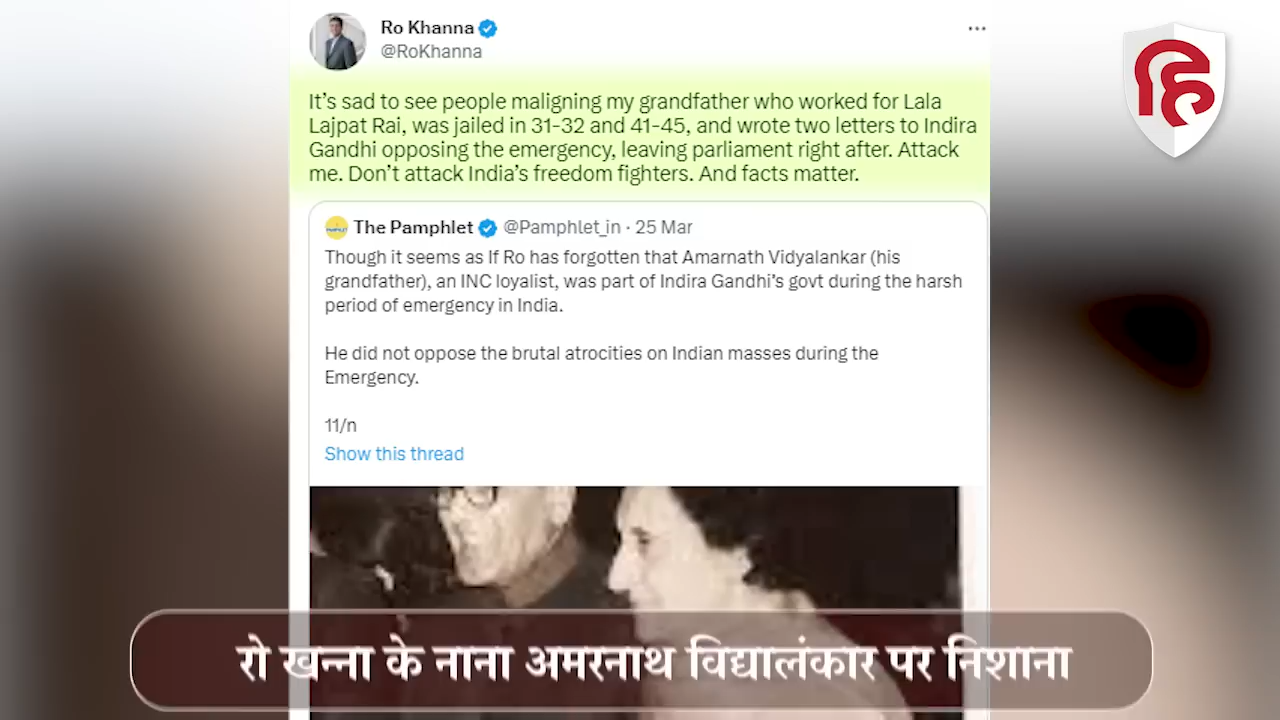 Ro Khanna
@RoKhanna
It's sad to see people maligning my grandfather who worked for Lala
Lajpat Rai, was jailed in 31-32 and 41-45, and wrote two letters to Indira
Gandhi opposing the emergency, leaving parliament right after. Attack
me. Don't attack India's freedom fighters. And facts matter.
The Pamphlet @Pamphlet_in · 25 Mar
Though it seems as If Ro has forgotten that Amarnath Vidyalankar (his
grandfather), an INC loyalist, was part of Indira Gandhi's govt during the harsh
period of emergency in India.
He did not oppose the brutal atrocities on Indian masses during the
Emergency.
11/n
Show this thread
रो खन्ना के नाना अमरनाथ विद्यालंकार पर निशाना
हि